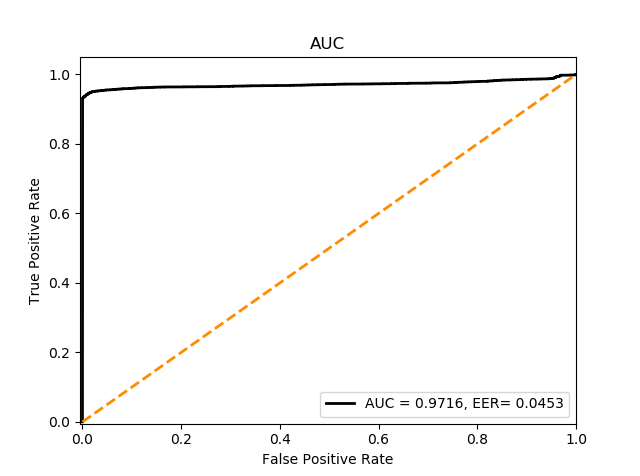 AUC
True Positive Rate
1.0
0.8
0.6
0.4
0.2
0.0
AUC = 0.9716, EER= 0.0453
0.0 0.2 0.4 0.6 0.8 1.0
False Positive Rate